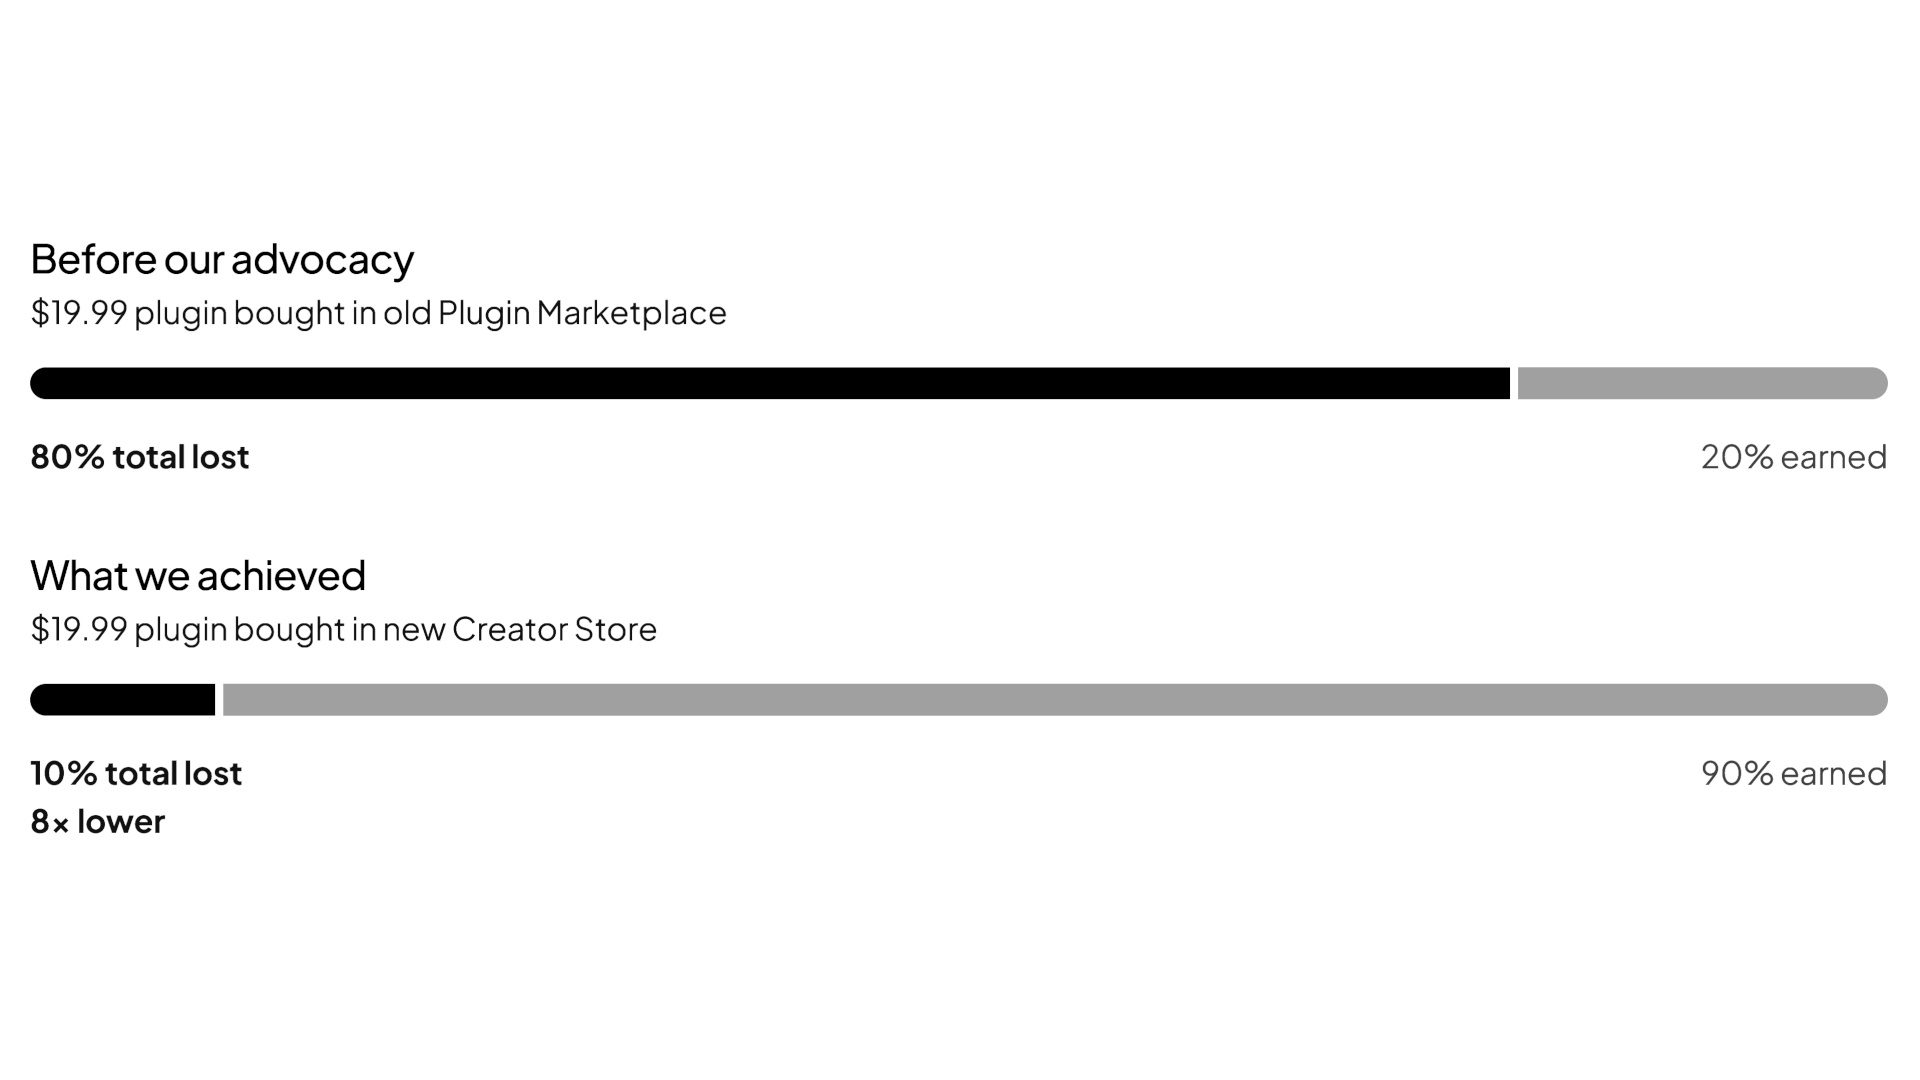 Before our advocacy
$19.99 plugin bought in old Plugin Marketplace
80% total lost
20% earned
What we achieved
$19.99 plugin bought in new Creator Store
10% total lost
90% earned
8× lower